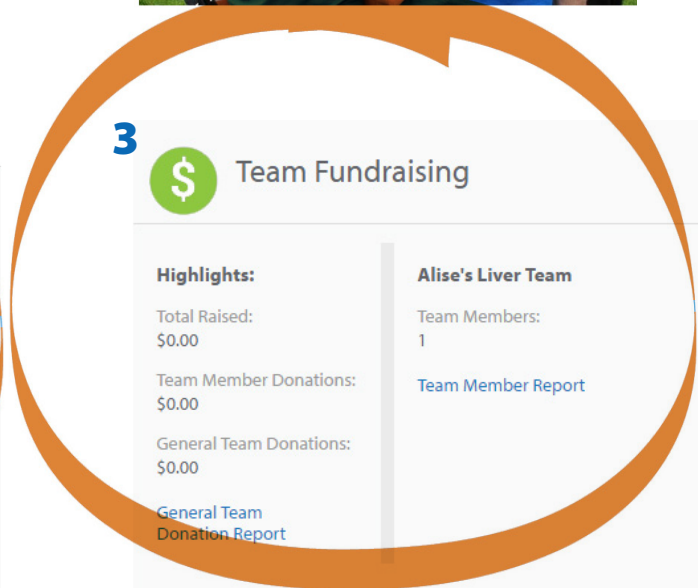 3
$
Team Fundraising
Highlights:
Total Raised:
$0.00
Team Member Donations:
$0.00
General Team Donations:
$0.00
General Team
Donation Report
Alise's Liver Team
Team Members:
1
Team Member Report